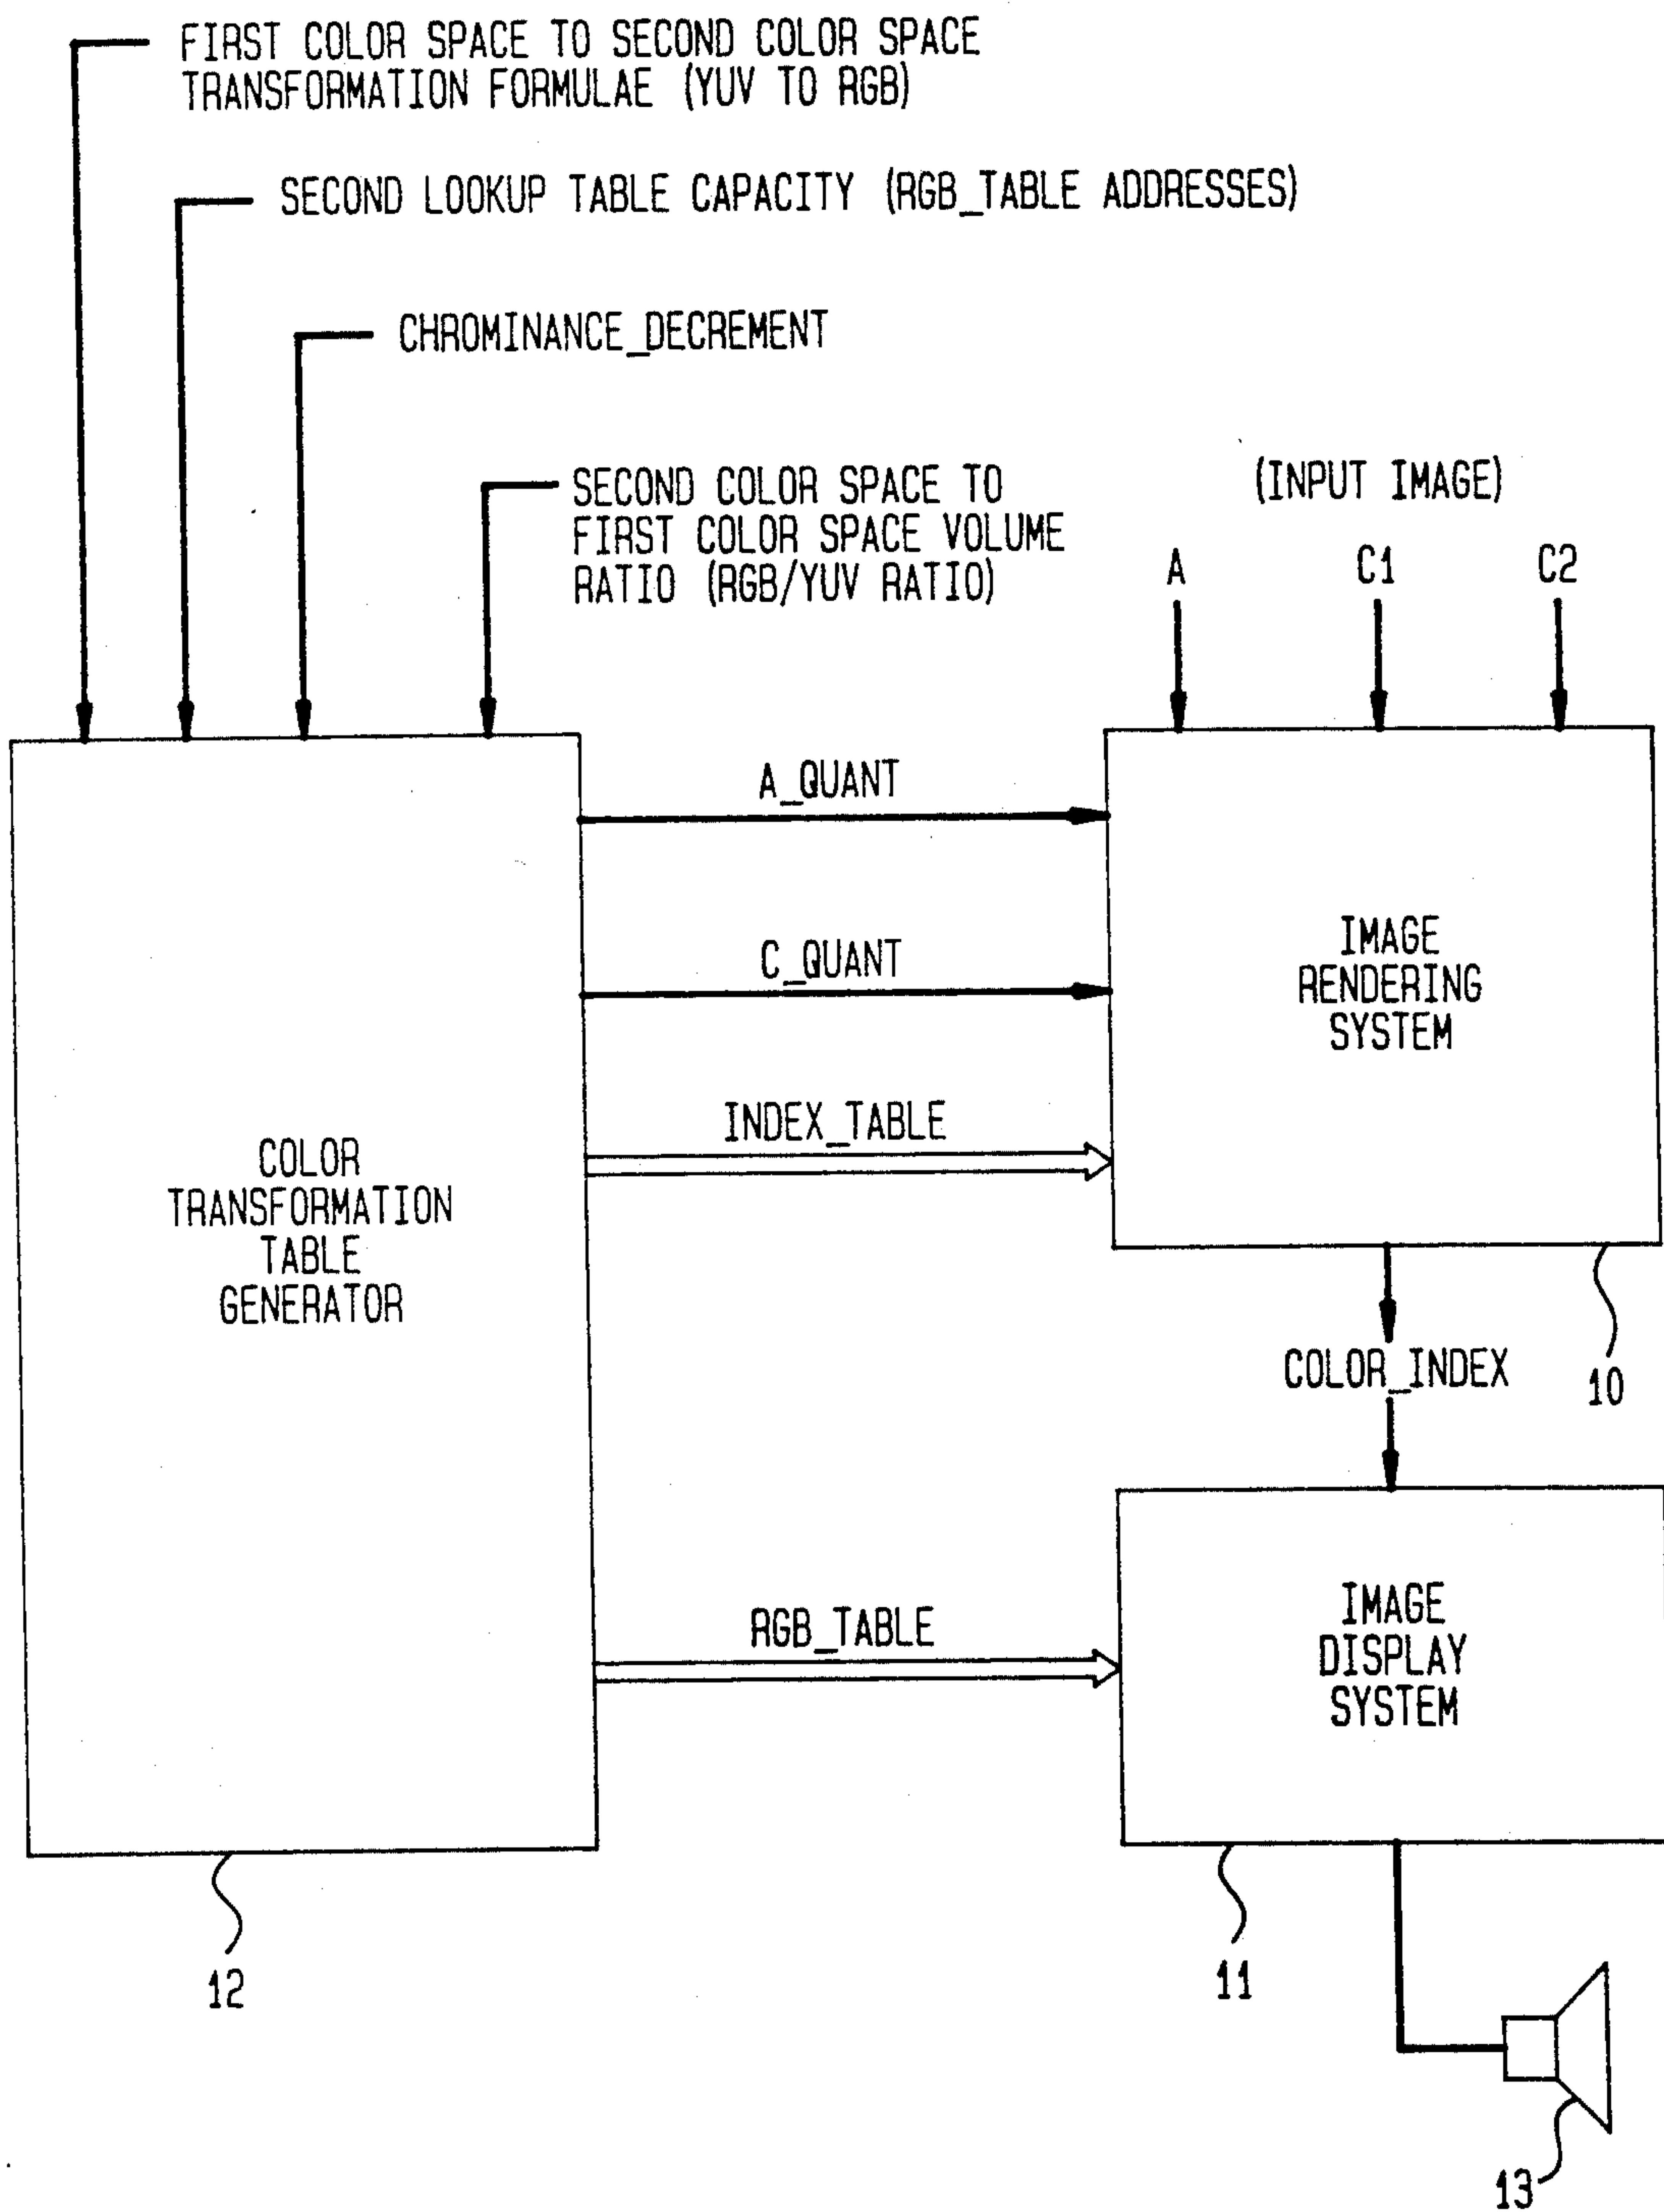 FIRST COLOR SPACE TO SECOND COLOR SPACE
TRANSFORMATION FORMULAE (YUV TO RGB)
SECOND LOOKUP TABLE CAPACITY (RGB_TABLE ADDRESSES)
CHROMINANCE_DECREMENT
SECOND COLOR SPACE TO
FIRST COLOR SPACE VOLUME
RATIO (RGB/YUV RATIO)
(INPUT IMAGE)
A C1 C2
A_QUANT
C_QUANT
INDEX_TABLE
IMAGE
RENDERING
SYSTEM
COLOR
TRANSFORMATION
TABLE
GENERATOR
COLOR_INDEX
10
RGB_TABLE
IMAGE
DISPLAY
SYSTEM
12
11
13